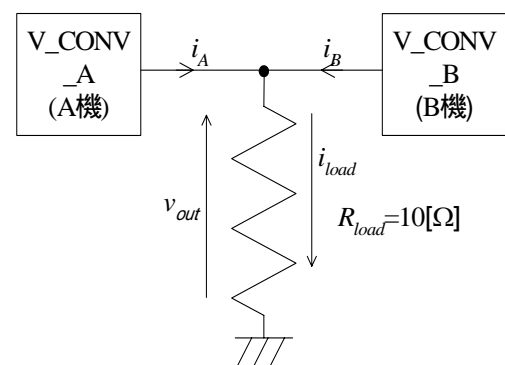 V_CONV
_A
(A機)
i_A
i_B
V_CONV
_B
(B機)
v_out
i_load
R_load=10[Ω]